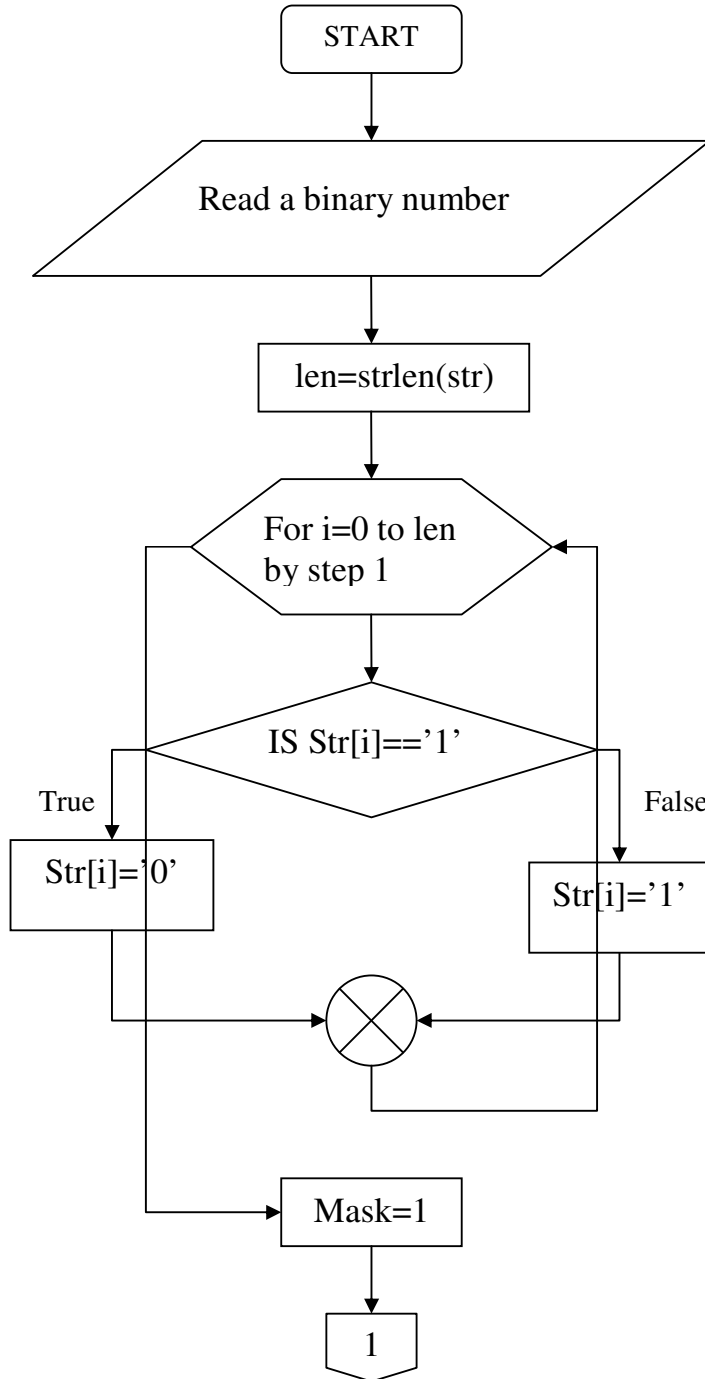 START
Read a binary number
len=strlen(str)
For i=0 to len
by step 1
IS Str[i]==’1’
True
False
Str[i]=’0’
Str[i]=’1’
Mask=1
1